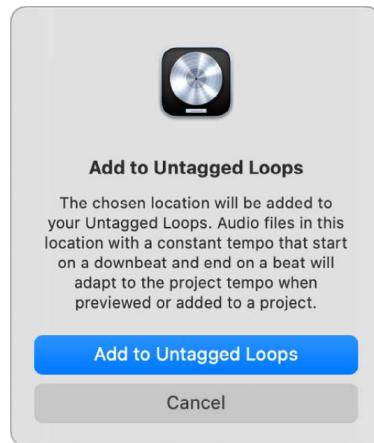 Add to Untagged Loops
The chosen location will be added to
your Untagged Loops. Audio files in this
location with a constant tempo that start
on a downbeat and end on a beat will
adapt to the project tempo when
previewed or added to a project.
Add to Untagged Loops
Cancel